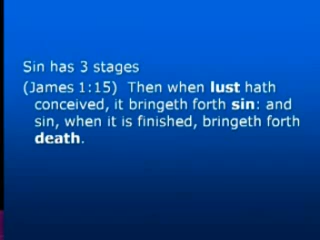 Sin has 3 stages
(James 1:15)  Then when lust hath
conceived, it bringeth forth sin: and
sin, when it is finished, bringeth forth
death.